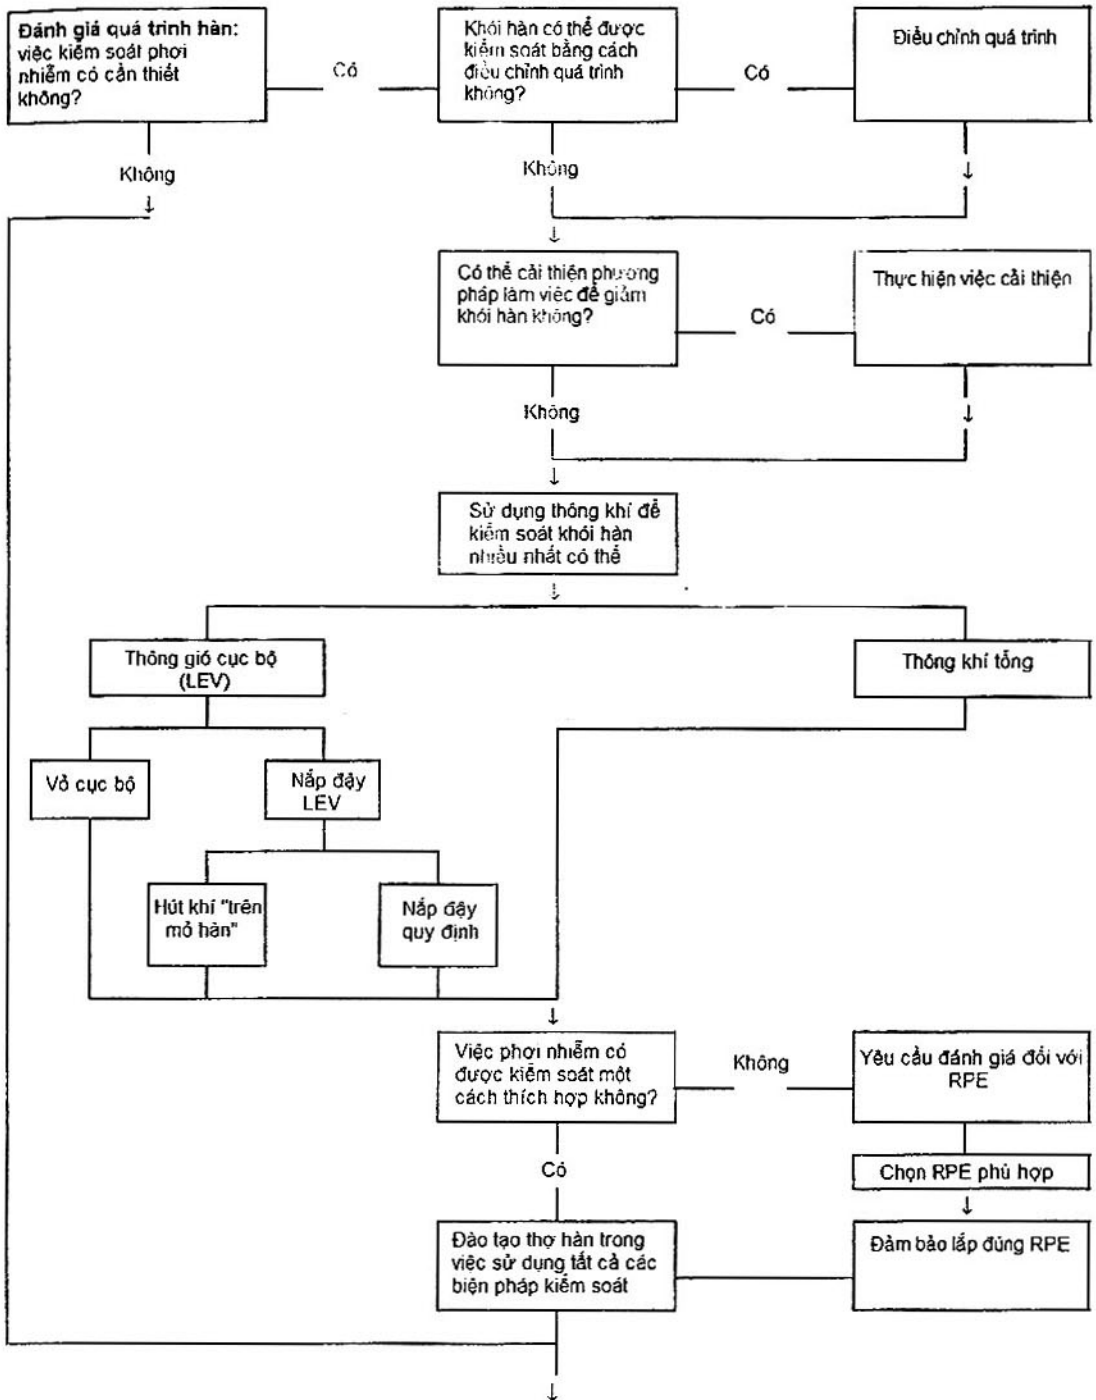 Đánh giá quá trình hàn:
việc kiểm soát phơi
nhiễm có cần thiết
không?
Có
Khói hàn có thể được
kiểm soát bằng cách
điều chỉnh quá trình
không?
Có
Điều chỉnh quá trình
Không
Không
Có thể cải thiện phương
pháp làm việc để giảm
khói hàn không?
Có
Thực hiện việc cải thiện
Không
Sử dụng thông khí để
kiểm soát khói hàn
nhiều nhất có thể
Thông gió cục bộ
(LEV)
Thông khí tổng
Vỏ cục bộ
Nắp đậy
LEV
Hút khí "trên
mỏ hàn"
Nắp đậy
quy định
Việc phơi nhiễm có
được kiểm soát một
cách thích hợp không?
Không
Yêu cầu đánh giá đối với
RPE
Có
Chọn RPE phù hợp
Đào tạo thợ hàn trong
việc sử dụng tất cả các
biện pháp kiểm soát
Đảm bảo lắp đúng RPE